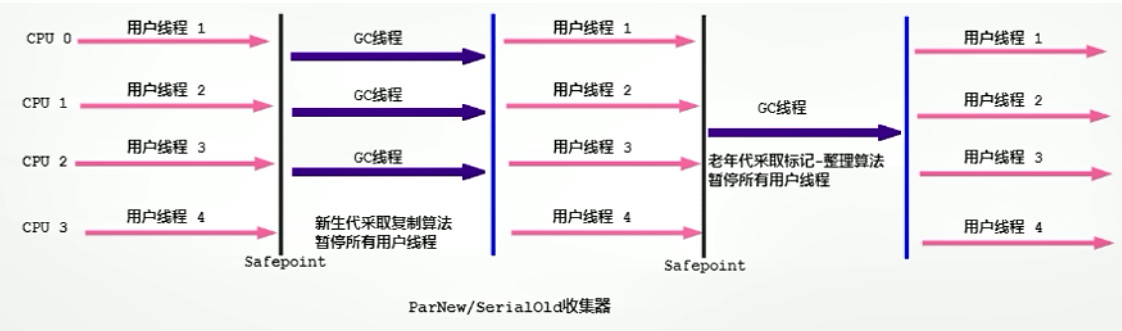 CPU 0
用户线程 1
GC线程
用户线程 1
用户线程 1
CPU 1
用户线程 2
GC线程
用户线程 2
GC线程
用户线程 2
CPU 2
用户线程 3
GC线程
用户线程 3
老年代采取标记-整理算法
暂停所有用户线程
用户线程 3
CPU 3
用户线程 4
新生代采取复制算法
暂停所有用户线程
用户线程 4
用户线程 4
Safepoint
Safepoint
ParNew/SerialOld收集器